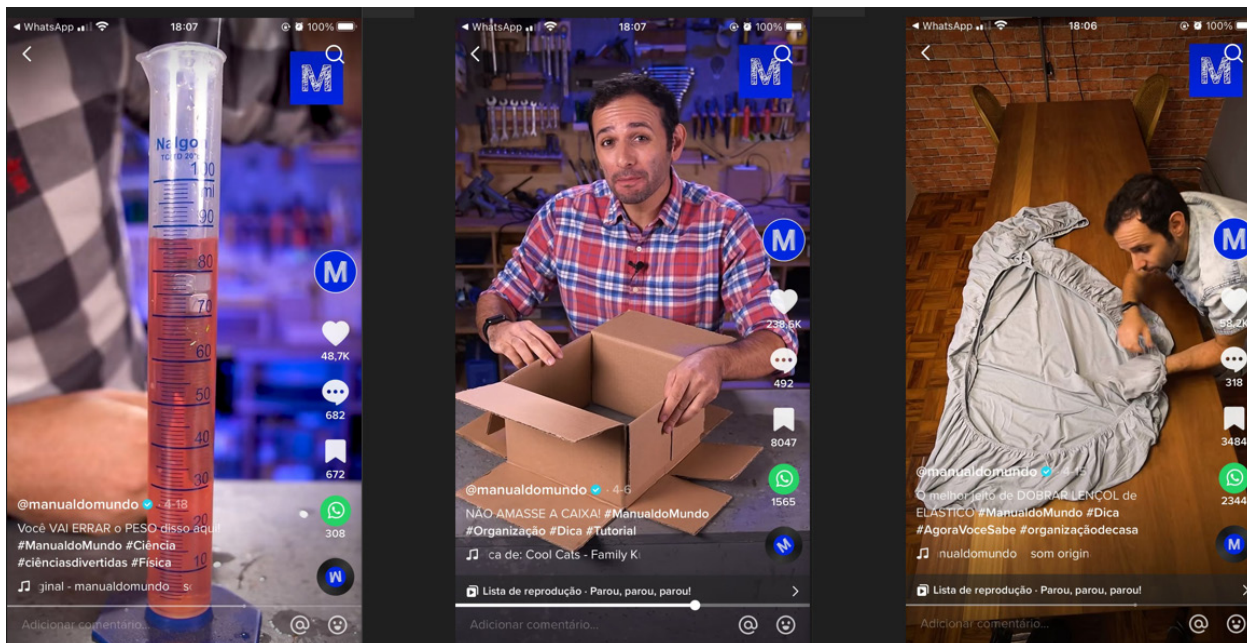 WhatsApp
18:07
100%
M
Nalgon
100
ml
90
80
70
60
50
40
30
20
10
M
48,7K
682
672
308
@manualdomundo · 4-18
Você VAI ERRAR o PESO disso aqui!
#ManualdoMundo #Ciência
#ciênciasdivertidas #Física
ginal - manualdomundo
M
Adicionar comentário...
WhatsApp
18:07
100%
M
M
238,6K
492
8047
1565
@manualdomundo · 4-6
NÃO AMASSE A CAIXA! #ManualdoMundo
#Organização #Dica #Tutorial
ca de: Cool Cats - Family K
M
Lista de reprodução · Parou, parou, parou!
Adicionar comentário...
WhatsApp
18:06
100%
M
M
58,2K
318
3484
2344
@manualdomundo
O melhor jeito de DOBRAR LENÇOL de
ELÁSTICO #ManualdoMundo #Dica
#AgoraVoceSabe #organizaçãodecasa
nualdomundo som origin
M
Lista de reprodução · Parou, parou, parou!
Adicionar comentário...